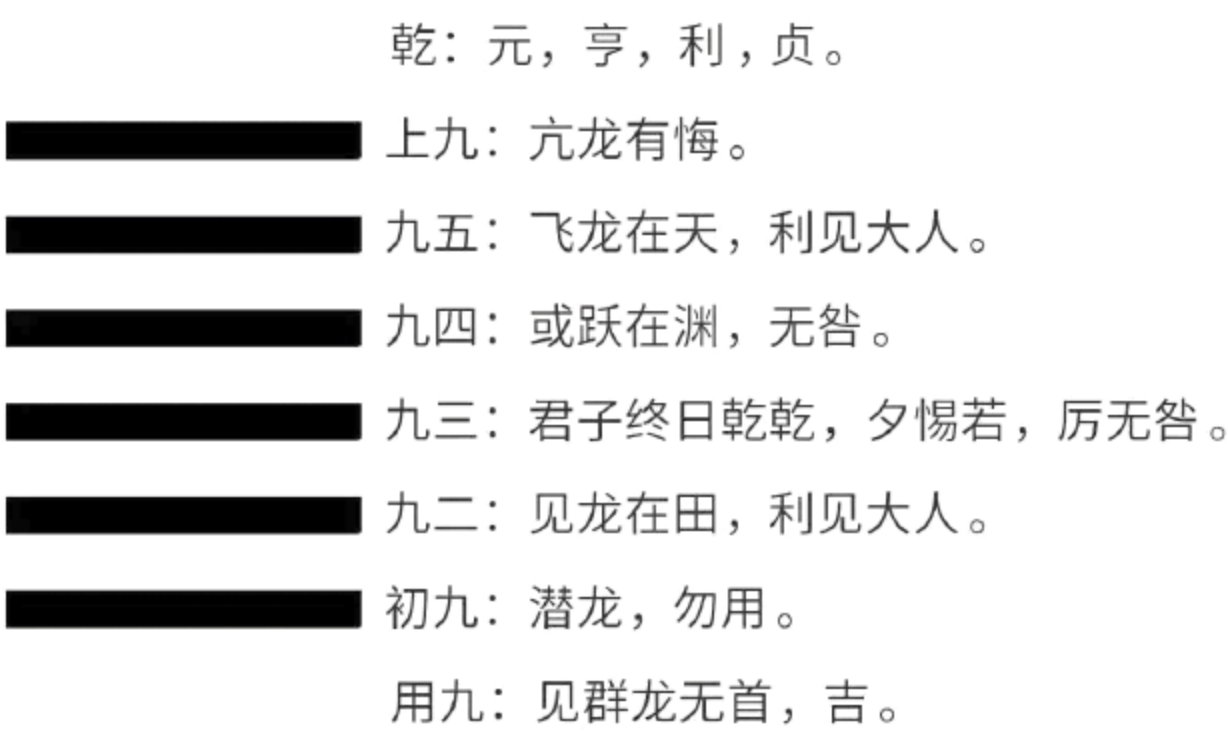 乾：元，亨，利，贞。
上九：亢龙有悔。
九五：飞龙在天，利见大人。
九四：或跃在渊，无咎。
九三：君子终日乾乾，夕惕若，厉无咎。
九二：见龙在田，利见大人。
初九：潜龙，勿用。
用九：见群龙无首，吉。